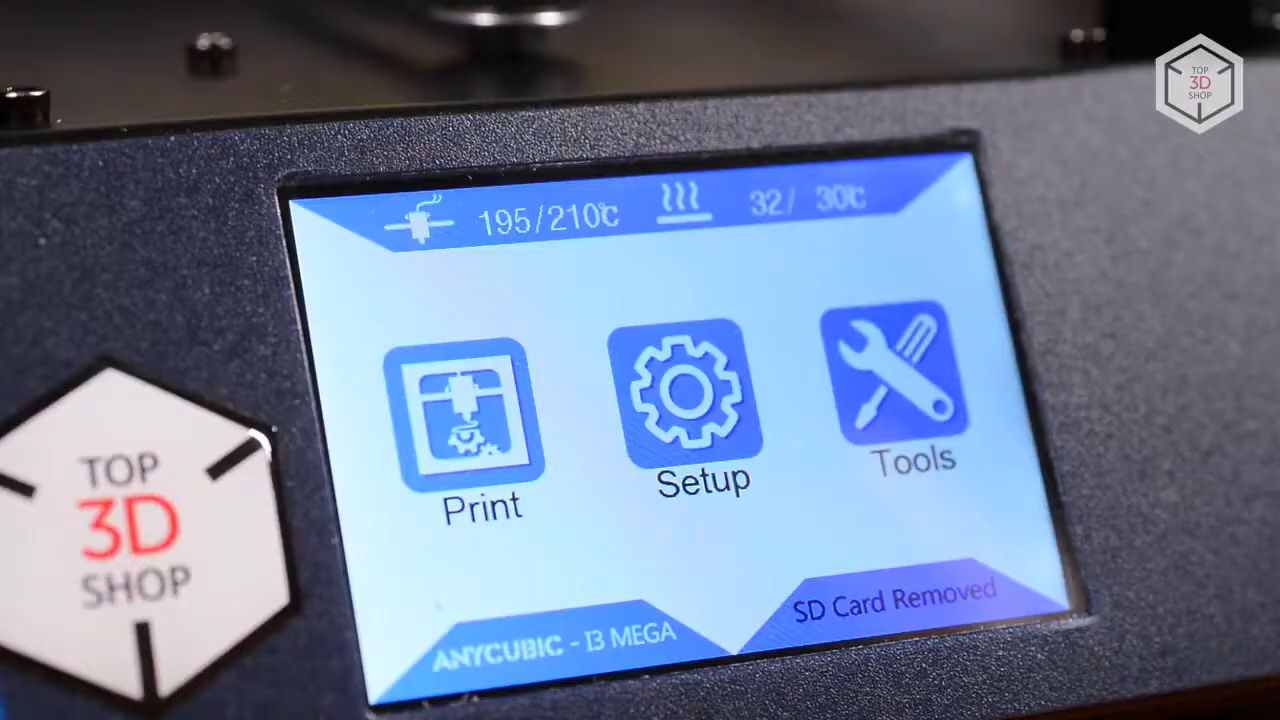 TOP
3D
SHOP
195/210℃
32/ 30℃
Print
Setup
Tools
TOP
3D
SHOP
ANYCUBIC - I3 MEGA
SD Card Removed